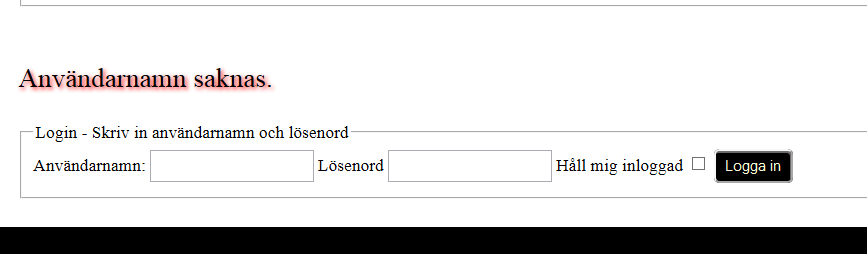 Användarnamn saknas.
Login - Skriv in användarnamn och lösenord
Användarnamn: Lösenord Håll mig inloggad Logga in